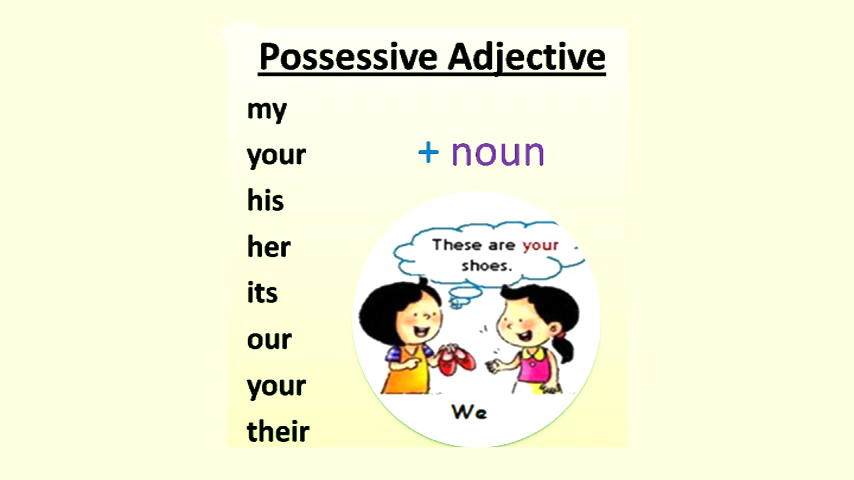 Possessive Adjective
my
your
+ noun
his
her
its
our
your
their
These are your
shoes.
We